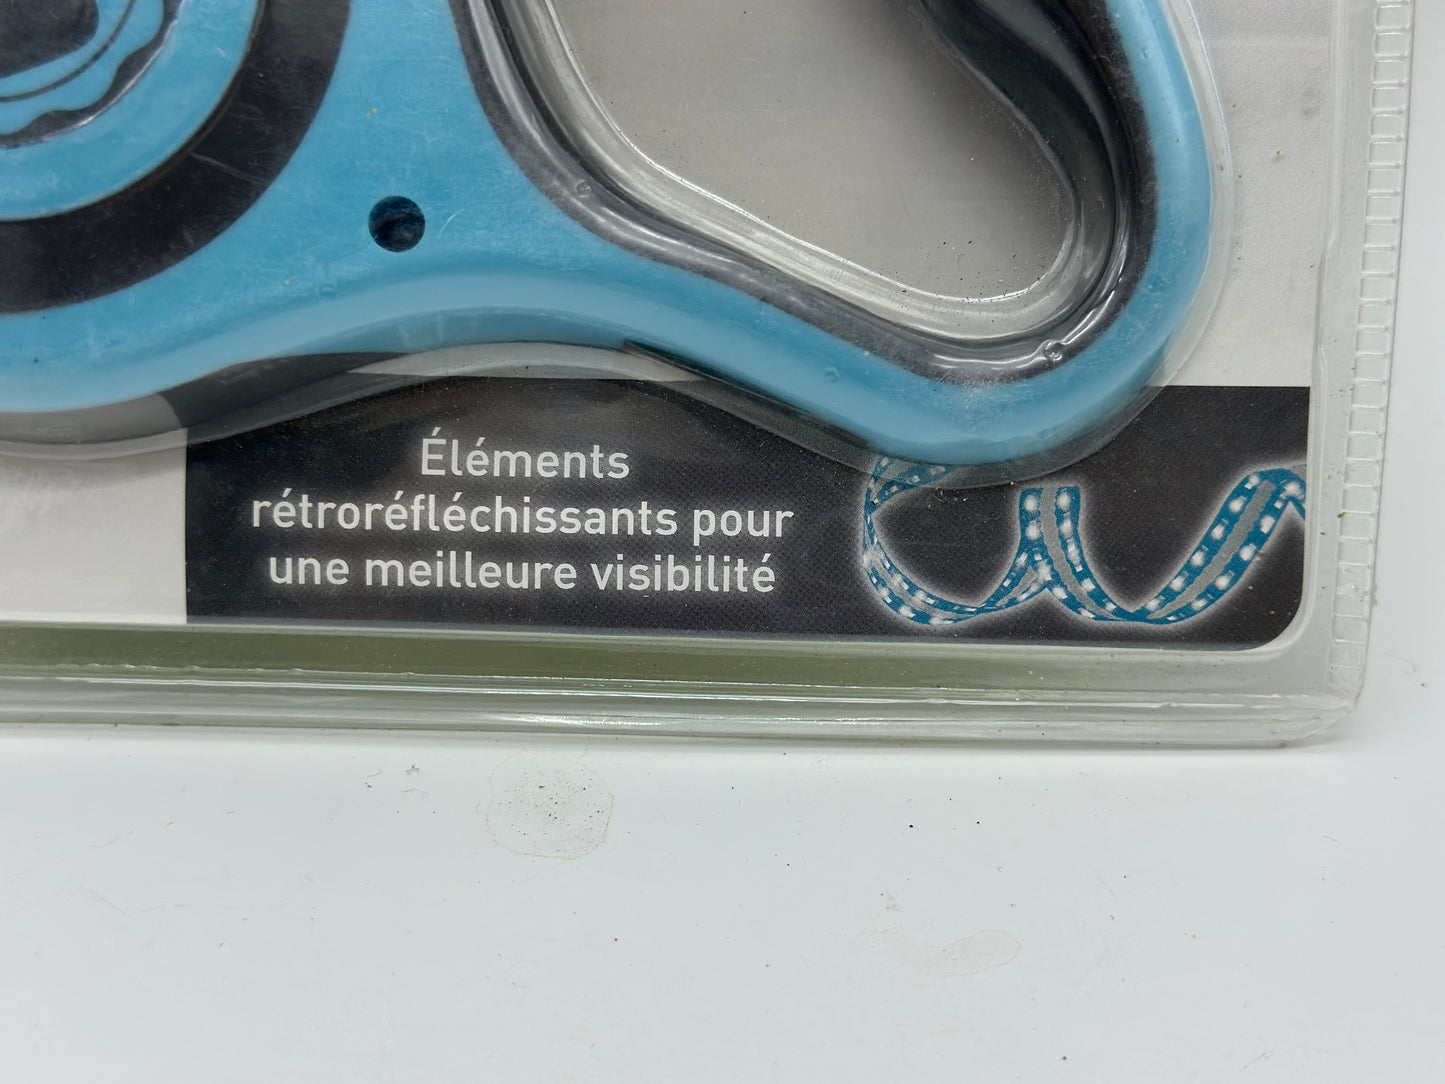 Éléments
rétroréfléchissants pour
une meilleure visibilité